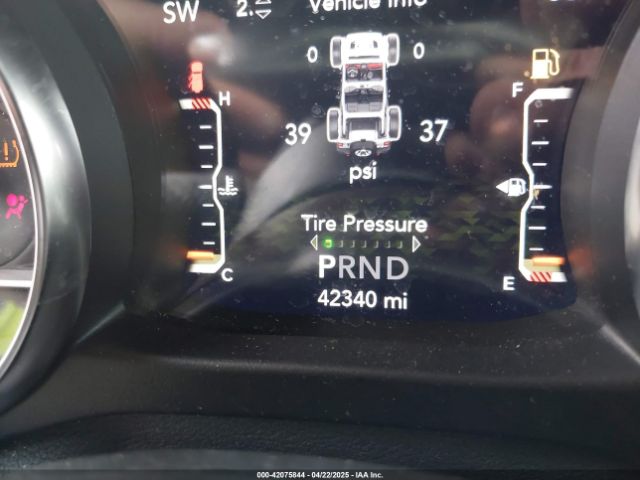 SW 2.
Vehicle Info
0 0
H F
39 37
psi
Tire Pressure
PRND
C E
42340 mi
000-42075844 - 04/22/2025 - IAA Inc.